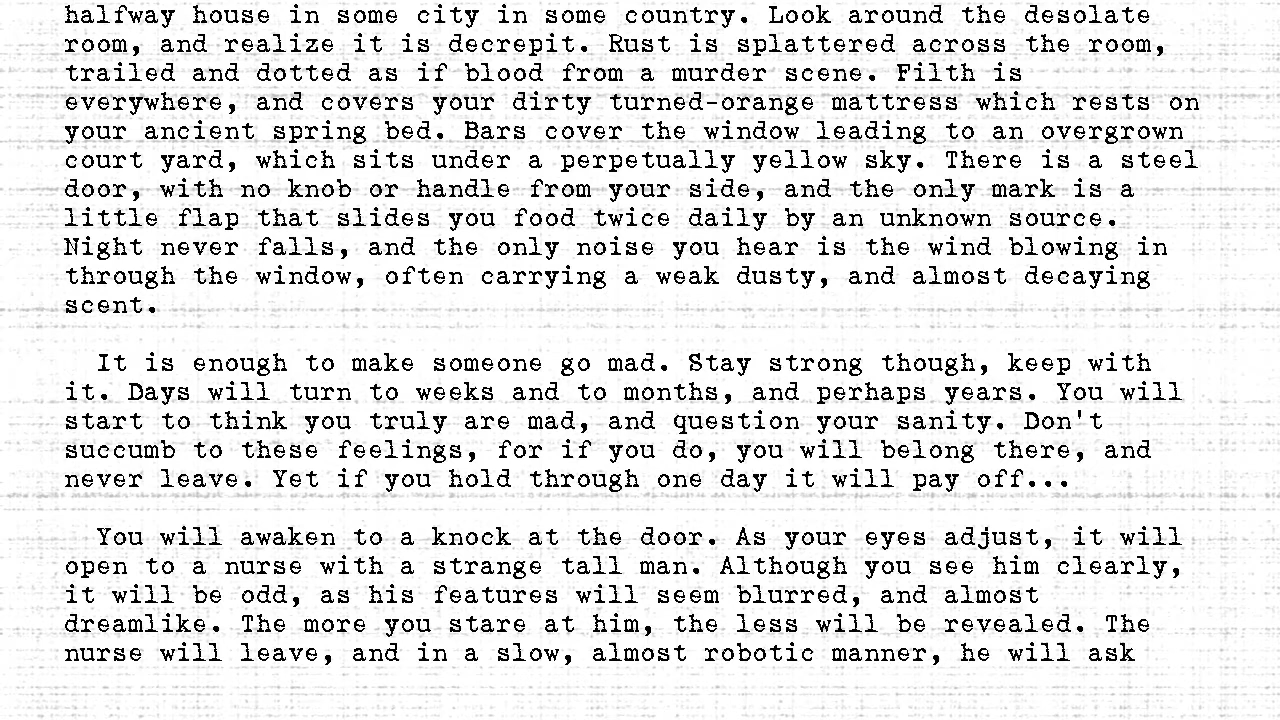 halfway house in some city in some country. Look around the desolate
room, and realize it is decrepit. Rust is splattered across the room,
trailed and dotted as if blood from a murder scene. Filth is
everywhere, and covers your dirty turned-orange mattress which rests on
your ancient spring bed. Bars cover the window leading to an overgrown
court yard, which sits under a perpetually yellow sky. There is a steel
door, with no knob or handle from your side, and the only mark is a
little flap that slides you food twice daily by an unknown source.
Night never falls, and the only noise you hear is the wind blowing in
through the window, often carrying a weak dusty, and almost decaying
scent.
It is enough to make someone go mad. Stay strong though, keep with
it. Days will turn to weeks and to months, and perhaps years. You will
start to think you truly are mad, and question your sanity. Don't
succumb to these feelings, for if you do, you will belong there, and
never leave. Yet if you hold through one day it will pay off...
You will awaken to a knock at the door. As your eyes adjust, it will
open to a nurse with a strange tall man. Although you see him clearly,
it will be odd, as his features will seem blurred, and almost
dreamlike. The more you stare at him, the less will be revealed. The
nurse will leave, and in a slow, almost robotic manner, he will ask